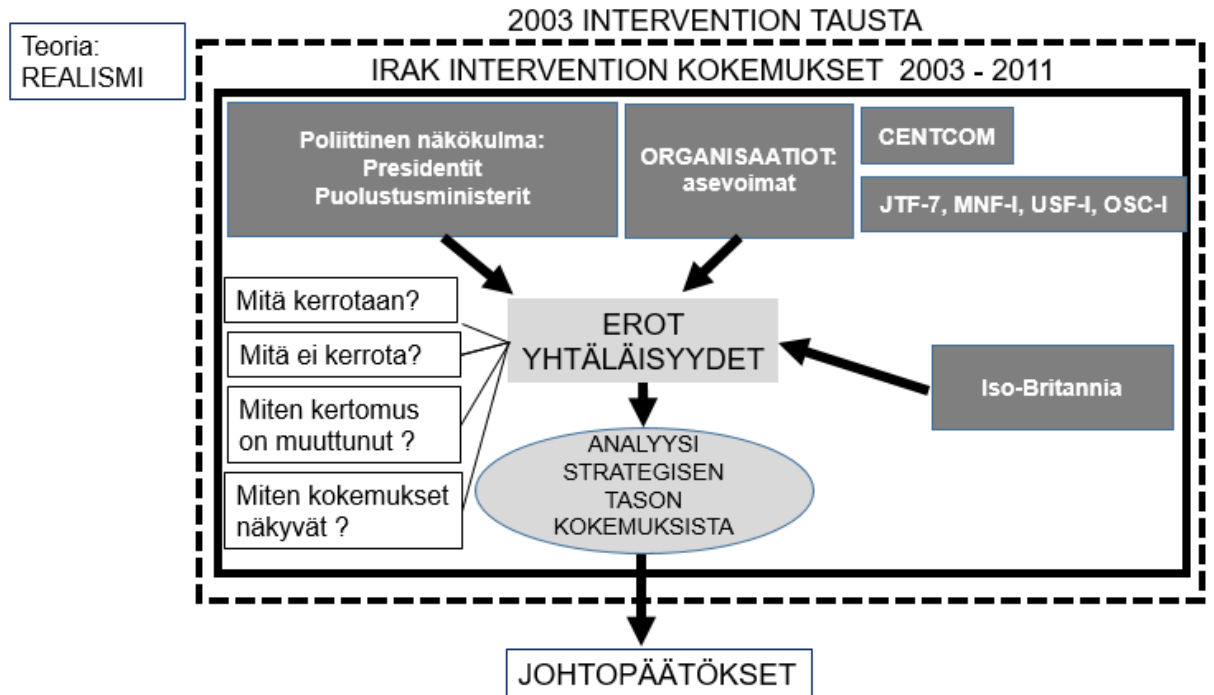 2003 INTERVENTION TAUSTA
Teoria:
REALISMI
IRAK INTERVENTION KOKEMUKSET 2003 - 2011
Poliittinen näkökulma:
Presidentit
Puolustusministerit
ORGANISAATIOT:
asevoimat
CENTCOM
JTF-7, MNF-I, USF-I, OSC-I
Mitä kerrotaan?
Mitä ei kerrota?
Miten kertomus
on muuttunut ?
Miten kokemukset
näkyvät ?
EROT
YHTÄLÄISYYDET
Iso-Britannia
ANALYYSI
STRATEGISEN
TASON
KOKEMUKSISTA
JOHTOPÄÄTÖKSET